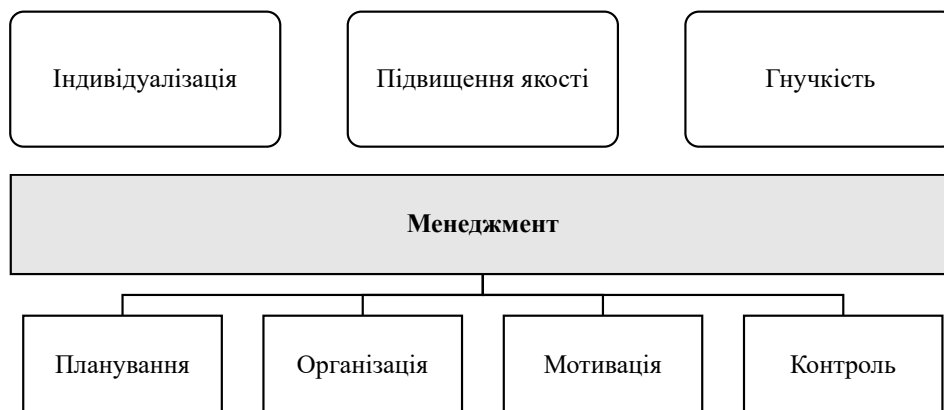 Індивідуалізація
Підвищення якості
Гнучкість
Менеджмент
Планування
Організація
Мотивація
Контроль